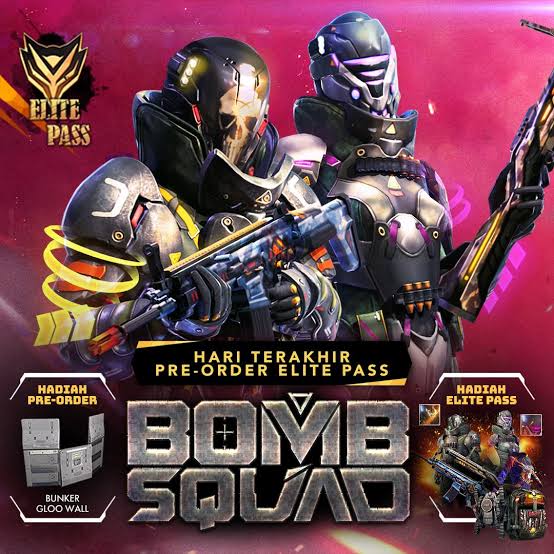 ELITE
PASS
HARI TERAKHIR
PRE-ORDER ELITE PASS
HADIAH
PRE-ORDER
BUNKER
GLOO WALL
BOMB
SQUAD
HADIAH
ELITE PASS